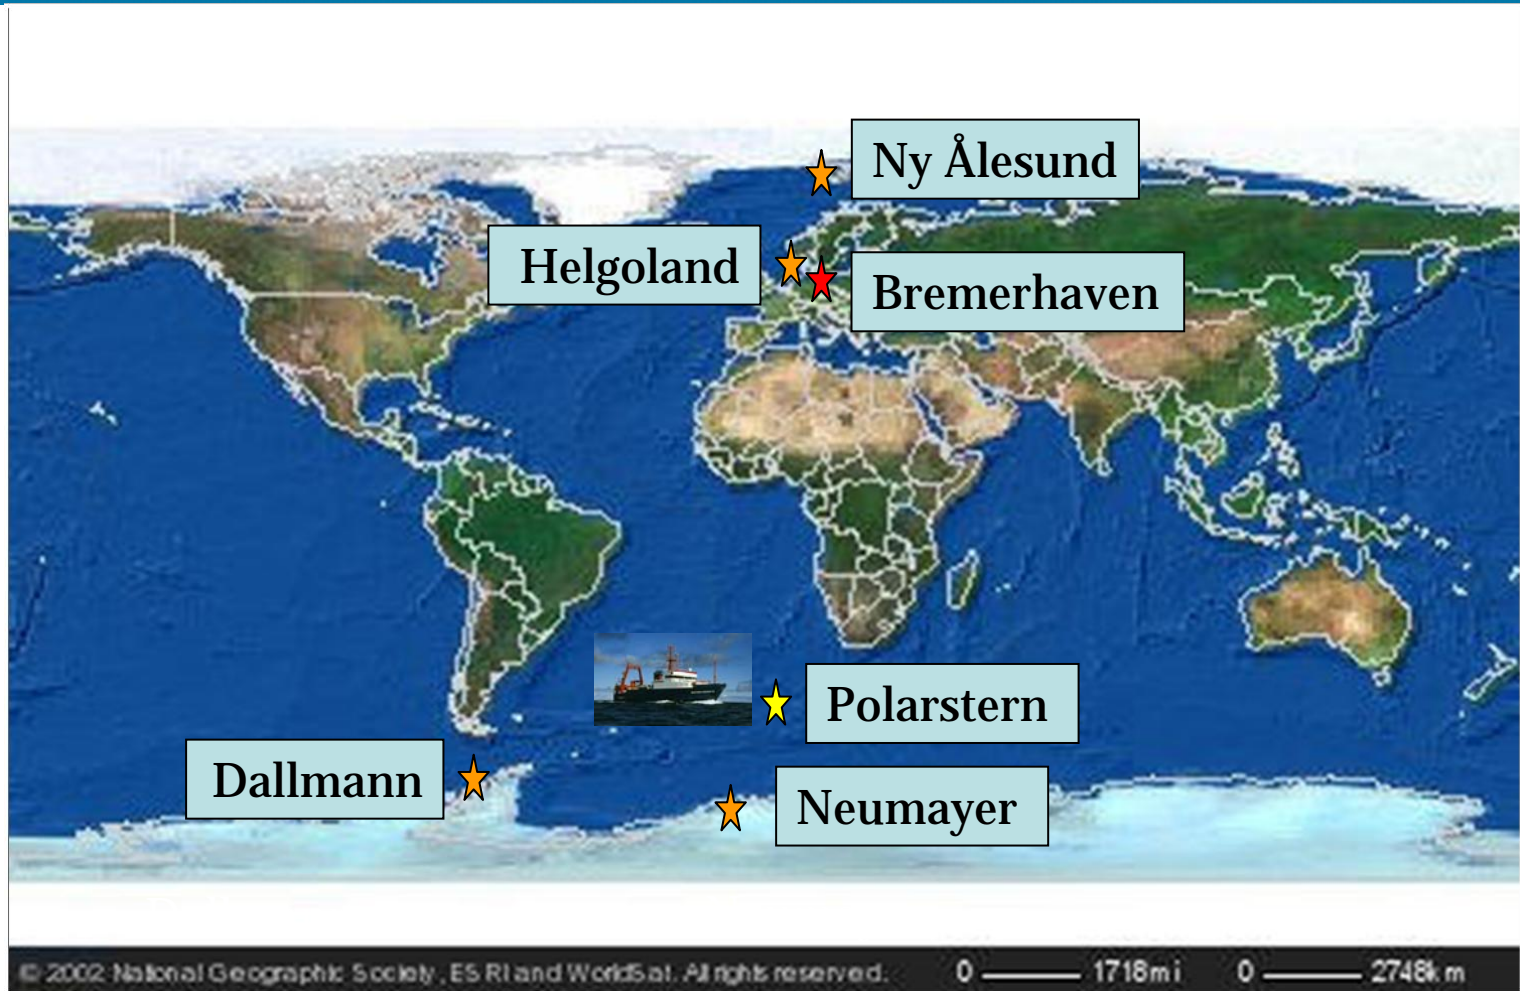 Ny Ålesund
Helgoland
Bremerhaven
Polarstern
Dallmann
Neumayer
© 2002 National Geographic Society, ESRI and WorldSat. All rights reserved. 0 1718mi 0 2748km